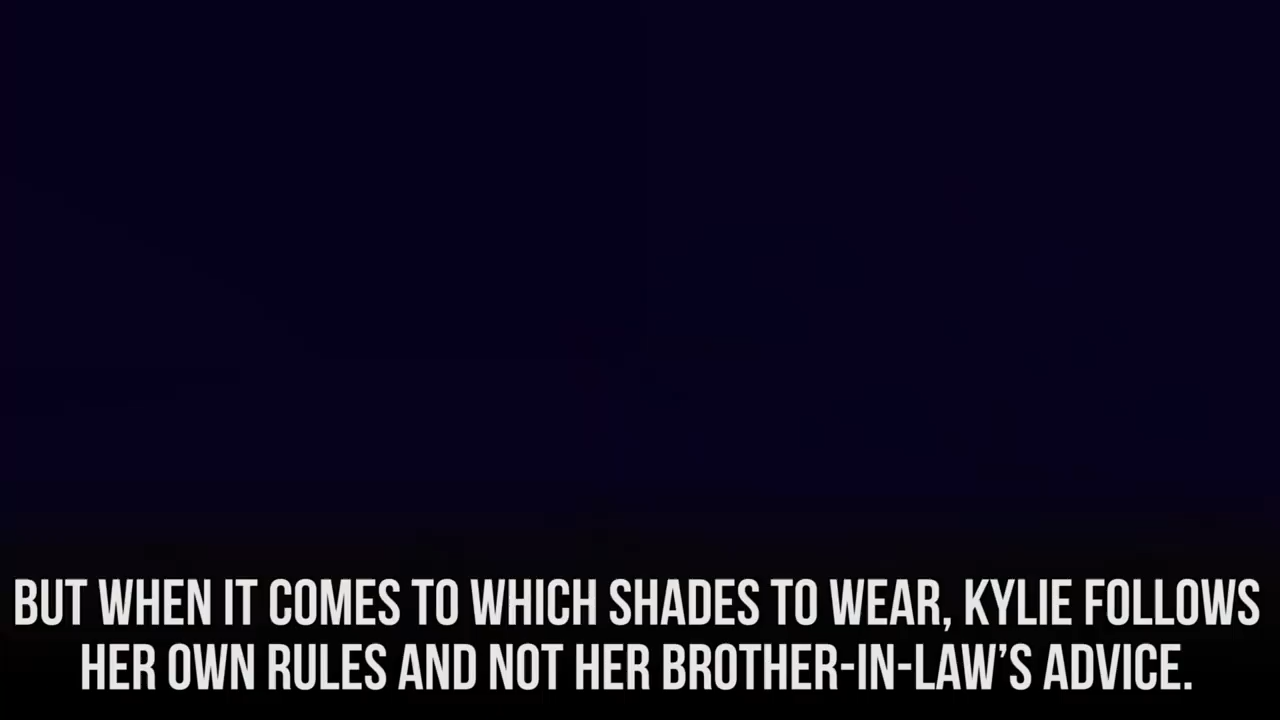 BUT WHEN IT COMES TO WHICH SHADES TO WEAR, KYLIE FOLLOWS
HER OWN RULES AND NOT HER BROTHER-IN-LAW’S ADVICE.